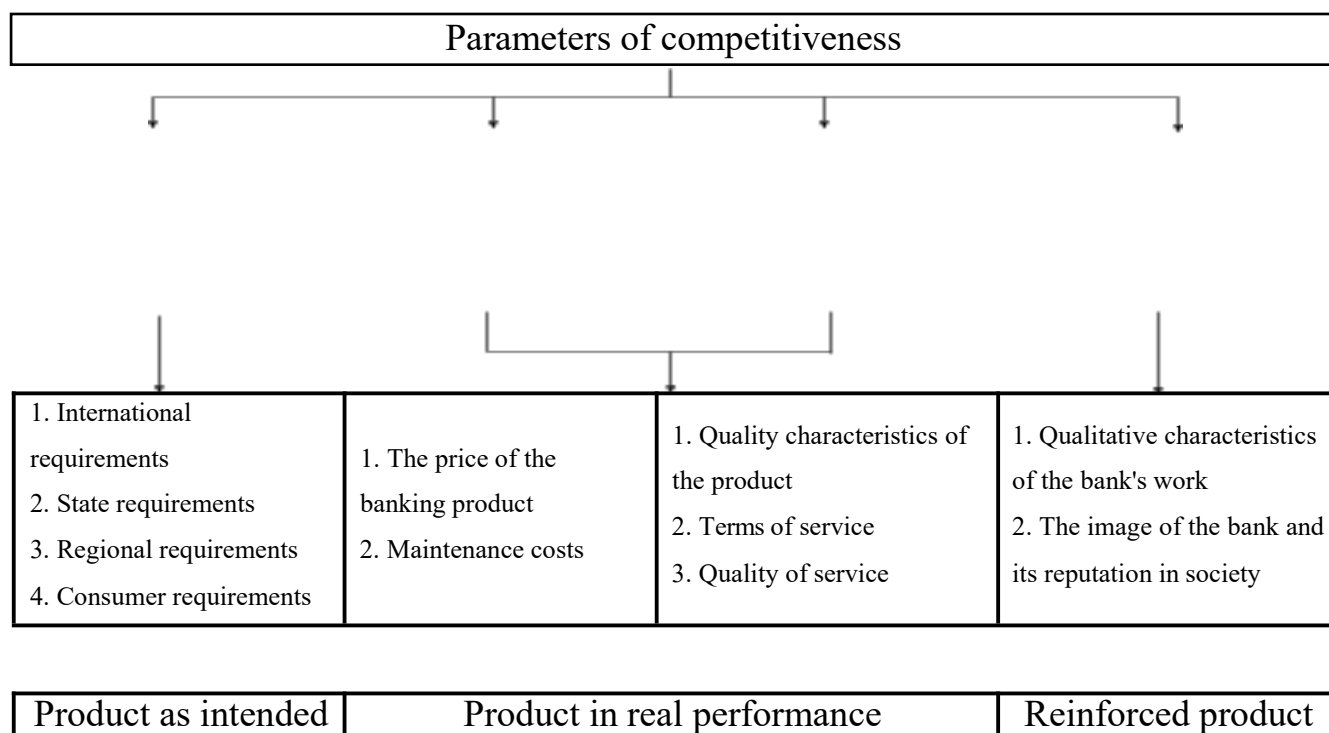 Parameters of competitiveness
1. International
requirements
2. State requirements
3. Regional requirements
4. Consumer requirements
1. The price of the
banking product
2. Maintenance costs
1. Quality characteristics of
the product
2. Terms of service
3. Quality of service
1. Qualitative characteristics
of the bank's work
2. The image of the bank and
its reputation in society
Product as intended
Product in real performance
Reinforced product